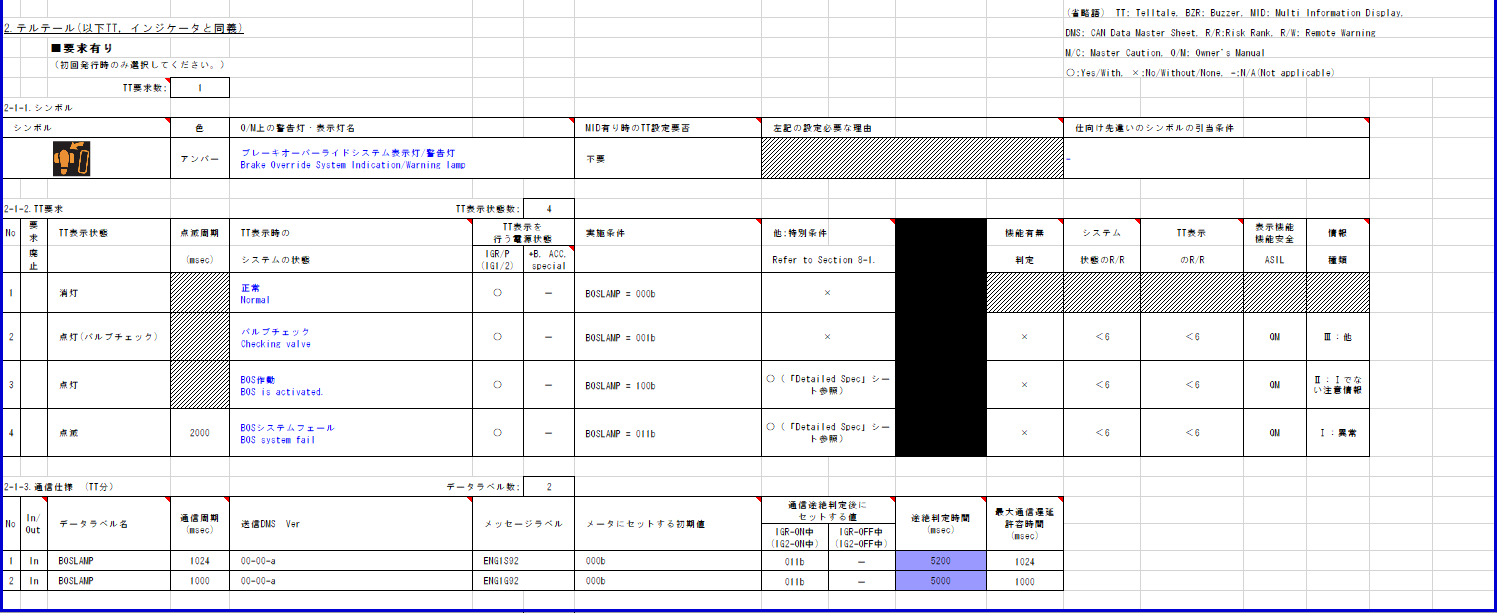 (省略語) TT: Telltale, BZR: Buzzer, MID: Multi Information Display,
2.テルテール(以下TT, インジケータと同義)
DMS: CAN Data Master Sheet, R/R:Risk Rank, R/W: Remote Warning
■要求有り
M/C: Master Caution, O/M: Owner's Manual
(初回発行時のみ選択してください。)
○:Yes/With, ×:No/Without/None, -:N/A(Not applicable)
TT要求数: 1
2-1-1.シンボル
シンボル 色 O/M上の警告灯・表示灯名 MID有り時のTT設定要否 左記の設定必要な理由 仕向け先違いのシンボルの引当条件
アンバー ブレーキオーバーライドシステム表示灯/警告灯 不要 -
Brake Override System Indication/Warning lamp
2-1-2.TT要求 TT表示状態数: 4
No 要求 TT表示状態 点滅周期 TT表示時の TT表示を 実施条件 他:特別条件 機能有無 システム TT表示 表示機能 情報
行う電源状態 機能安全
廃止 (msec) システムの状態 IGR/P +B, ACC, Refer to Section 8-1. 判定 状態のR/R のR/R ASIL 種類
(IG1/2) special
1 消灯 正常 ○ - BOSLAMP = 000b ×
Normal
2 点灯(バルブチェック) バルブチェック ○ - BOSLAMP = 001b × × <6 <6 QM Ⅲ:他
Checking valve
3 点灯 BOS作動 ○ - BOSLAMP = 100b ○(「Detailed Spec」シー × <6 <6 QM Ⅱ:Ⅰでな
BOS is activated. ト参照) い注意情報
4 点滅 2000 BOSシステムフェール ○ - BOSLAMP = 011b ○(「Detailed Spec」シー × <6 <6 QM Ⅰ:異常
BOS system fail ト参照)
2-1-3.通信仕様 (TT分) データラベル数: 2
No In/ データラベル名 通信周期 送信DMS Ver メッセージラベル メータにセットする初期値 通信途絶判定後に 途絶判定時間 最大通信遅延
Out (msec) セットする値 (msec) 許容時間
IGR-ON中 IGR-OFF中 (msec)
(IG2-ON中) (IG2-OFF中)
1 In BOSLAMP 1024 00-00-a ENG1S92 000b 011b - 5200 1024
2 In BOSLAMP 1000 00-00-a ENG1G92 000b 011b - 5000 1000